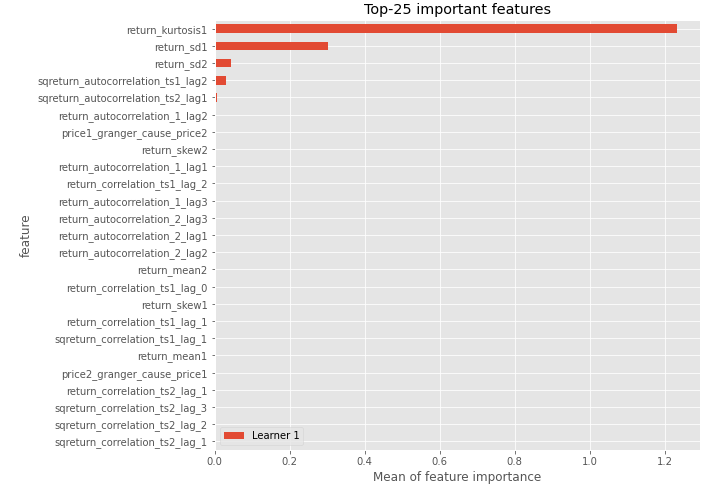 Top-25 important features
return_kurtosis1
return_sd1
return_sd2
sqreturn_autocorrelation_ts1_lag2
sqreturn_autocorrelation_ts2_lag1
return_autocorrelation_1_lag2
price1_granger_cause_price2
return_skew2
return_autocorrelation_1_lag1
return_correlation_ts1_lag_2
return_autocorrelation_1_lag3
return_autocorrelation_2_lag3
return_autocorrelation_2_lag1
return_autocorrelation_2_lag2
return_mean2
return_correlation_ts1_lag_0
return_skew1
return_correlation_ts1_lag_1
sqreturn_correlation_ts1_lag_1
return_mean1
price2_granger_cause_price1
return_correlation_ts2_lag_1
sqreturn_correlation_ts2_lag_3
sqreturn_correlation_ts2_lag_2
sqreturn_correlation_ts2_lag_1
feature
Learner 1
0.0 0.2 0.4 0.6 0.8 1.0 1.2
Mean of feature importance